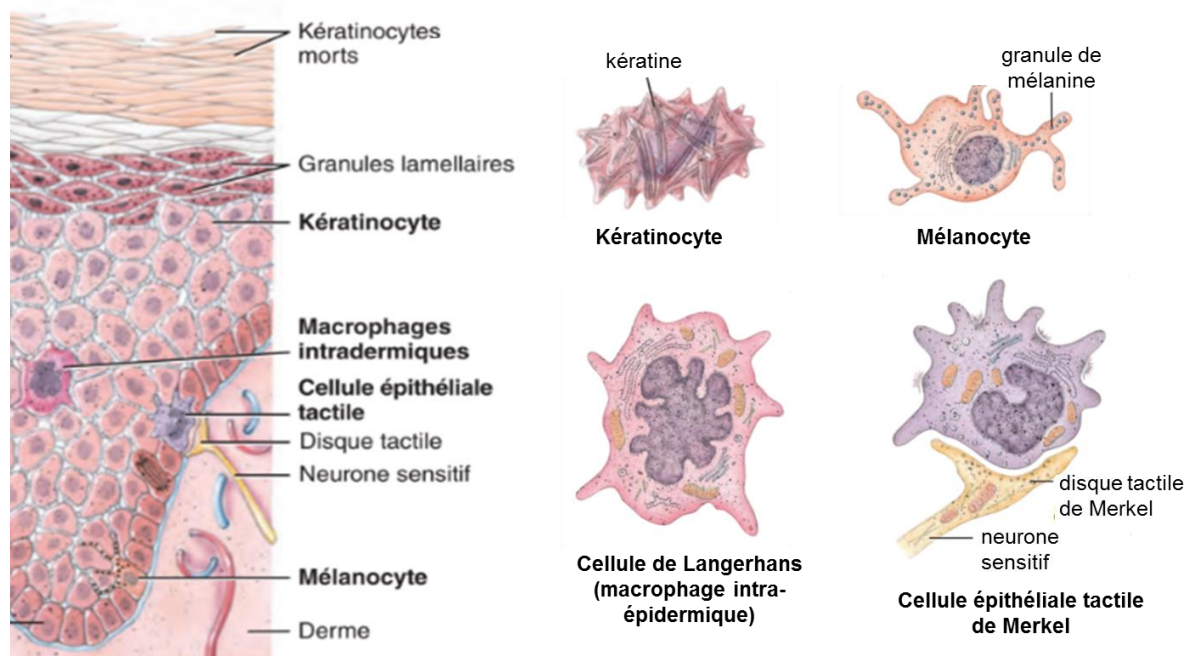 Kératinocytes
morts
Granules lamellaires
Kératinocyte
Macrophages
intradermiques
Cellule épithéliale
tactile
Disque tactile
Neurone sensitif
Mélanocyte
Derme
kératine
Kératinocyte
granule de
mélanine
Mélanocyte
Cellule de Langerhans
(macrophage intra-
épidermique)
disque tactile
de Merkel
neurone
sensitif
Cellule épithéliale tactile
de Merkel